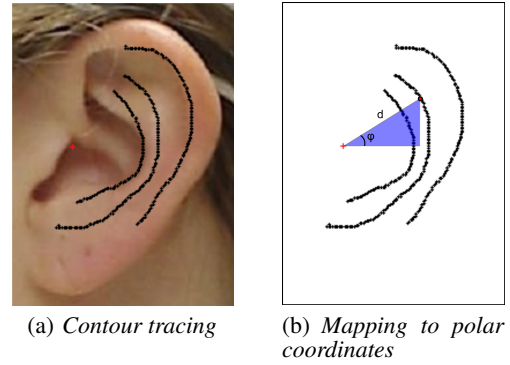 d
φ
(a) Contour tracing
(b) Mapping to polar
coordinates